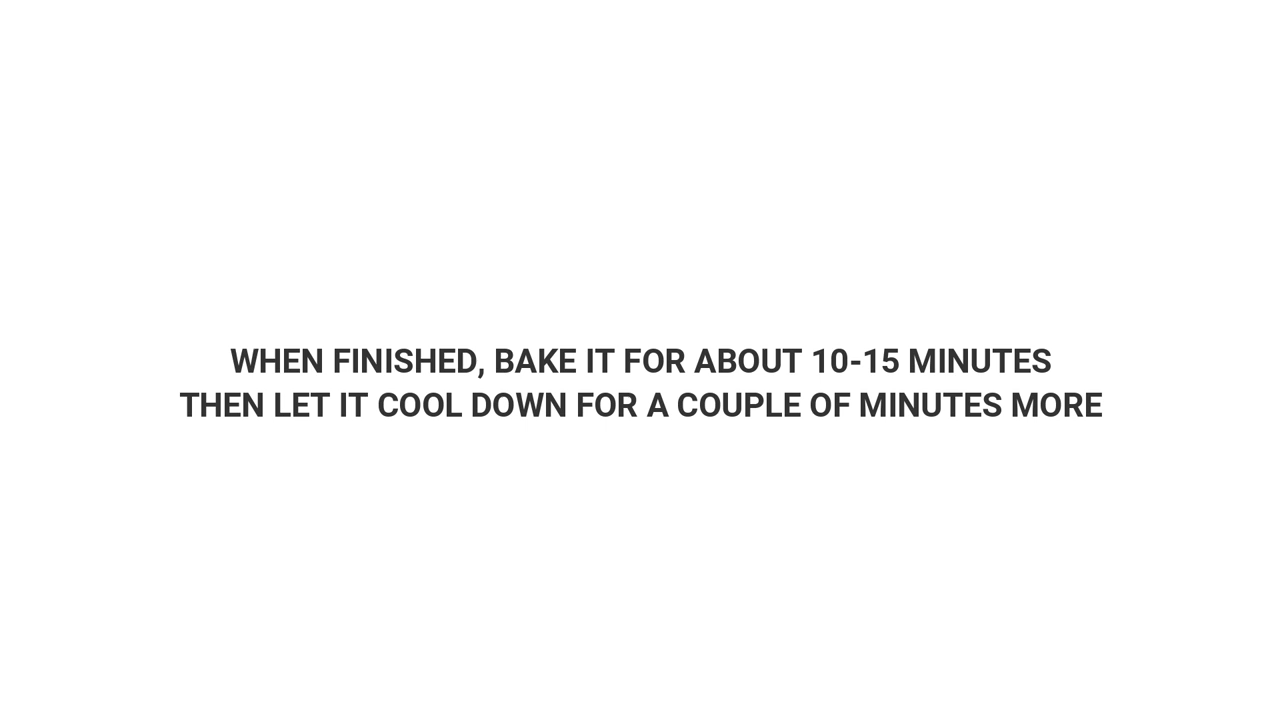 WHEN FINISHED, BAKE IT FOR ABOUT 10-15 MINUTES
THEN LET IT COOL DOWN FOR A COUPLE OF MINUTES MORE